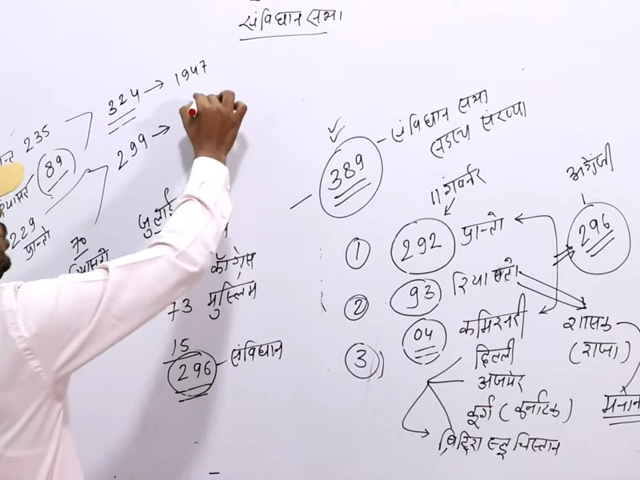 संविधान सभा
235
89
229
प्रान्तो
70
324 → 1947
299 →
जुलाई
काँग्रेस
73 मुस्लिम
15
296 - संविधान
389 - संविधान सभा
सदस्य संख्या
11 गवर्नर
1 292 प्रान्तो
2 93 रियासतो
3 04 कमिश्नरी
दिल्ली
अजमेर
कूर्ग (कर्नाटक)
ब्रिटिश ब्लूचिस्तान
अंग्रेजी
296
शासक
(राजा)